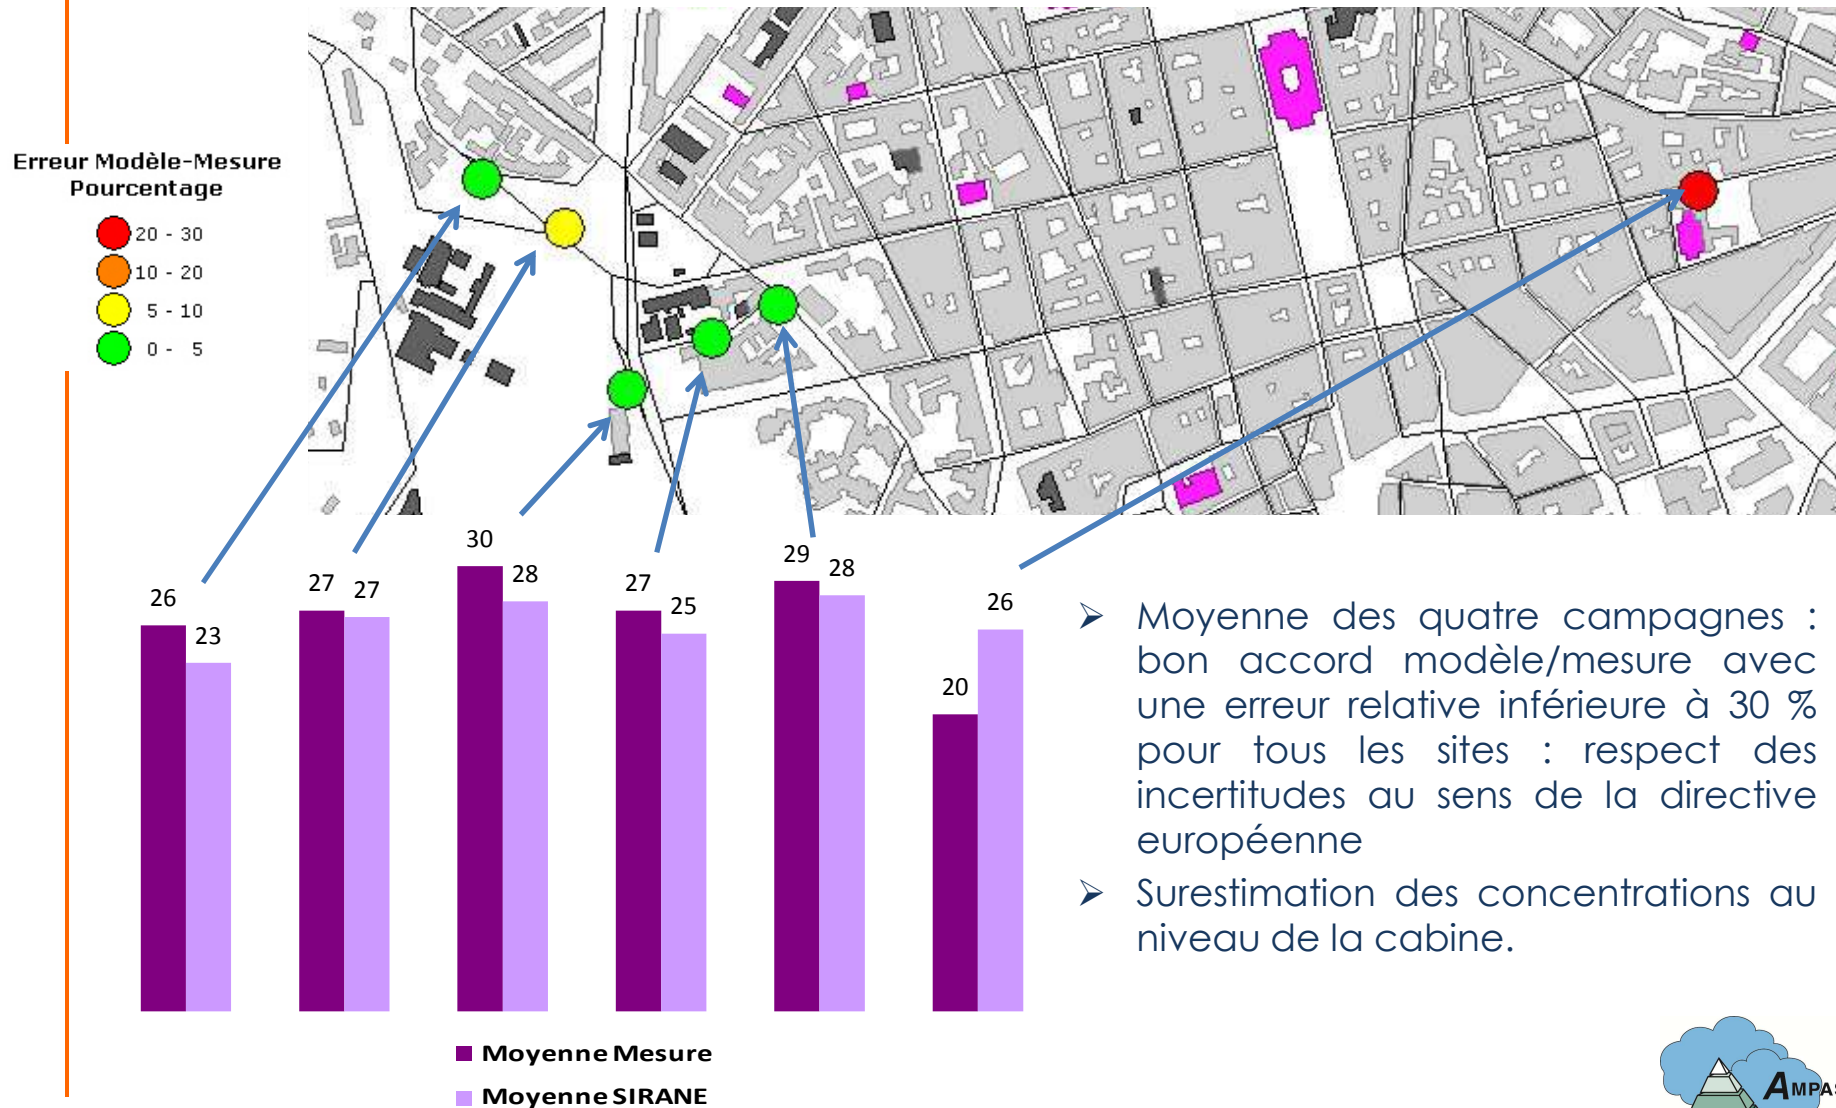 Erreur Modèle-Mesure
Pourcentage
20 - 30
10 - 20
5 - 10
0 - 5
26
23
27
27
30
28
27
25
29
28
20
26
Moyenne Mesure
Moyenne SIRANE
➢ Moyenne des quatre campagnes :
bon accord modèle/mesure avec
une erreur relative inférieure à 30 %
pour tous les sites : respect des
incertitudes au sens de la directive
européenne
➢ Surestimation des concentrations au
niveau de la cabine.